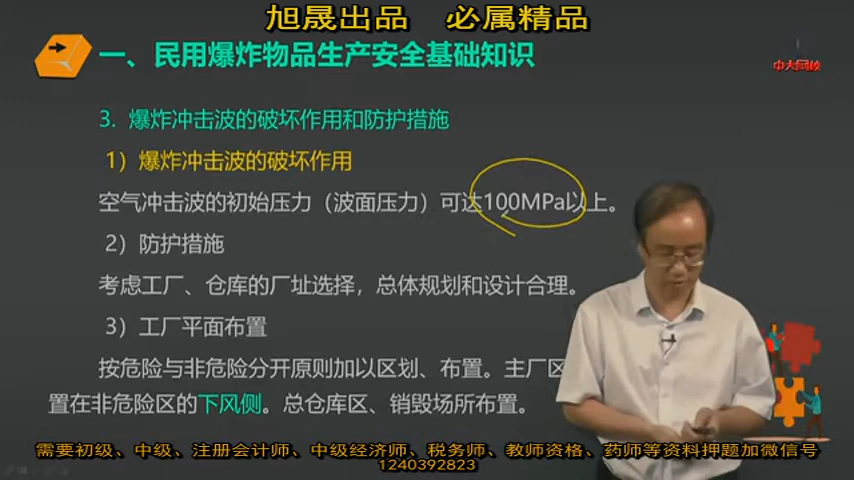 旭晟出品 必属精品
一、民用爆炸物品生产安全基础知识
中大网校
3. 爆炸冲击波的破坏作用和防护措施
1）爆炸冲击波的破坏作用
空气冲击波的初始压力（波面压力）可达100MPa以上。
2）防护措施
考虑工厂、仓库的厂址选择，总体规划和设计合理。
3）工厂平面布置
按危险与非危险分开原则加以区划、布置。主厂区
置在非危险区的下风侧。总仓库区、销毁场所布置。
需要初级、中级、注册会计师、中级经济师、税务师、教师资格、药师等资料押题加微信号
1240392823